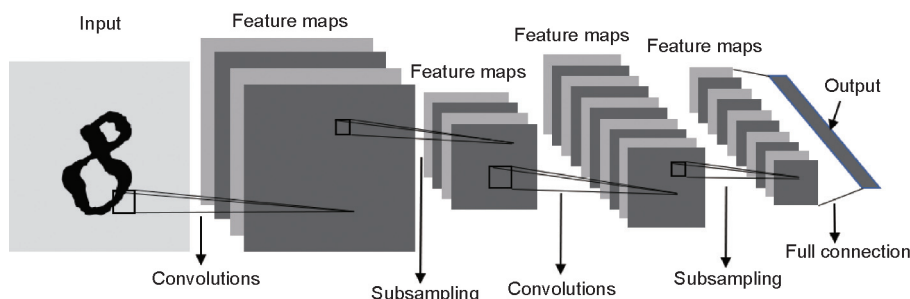 Input
Feature maps
Feature maps
Feature maps
Feature maps
Output
Convolutions
Subsampling
Convolutions
Subsampling
Full connection